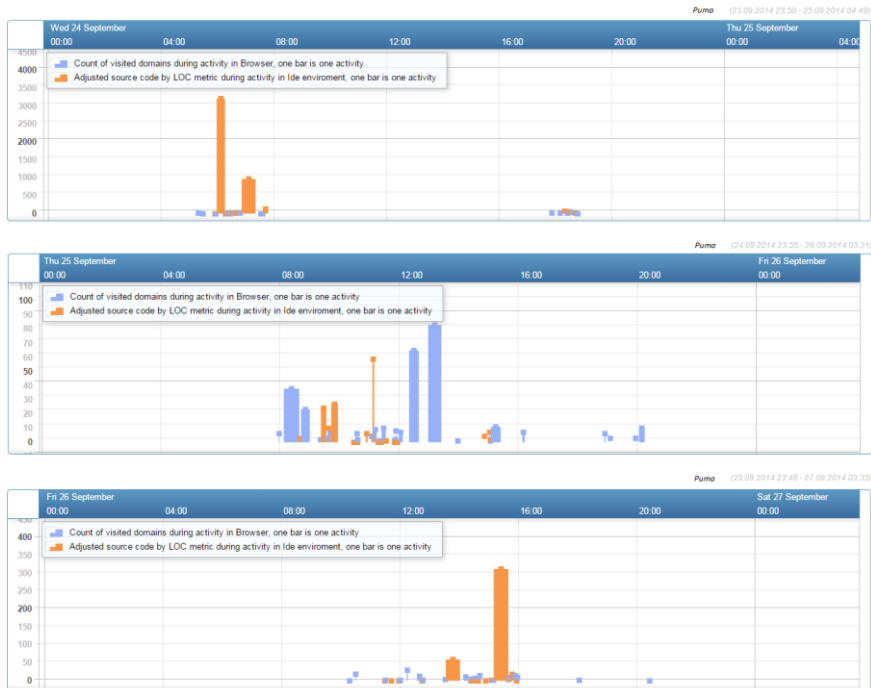 Puma (23.09.2014 23:50 - 25.09.2014 04:49)
Wed 24 September Thu 25 September
00:00 04:00 08:00 12:00 16:00 20:00 00:00 04:00
Count of visited domains during activity in Browser, one bar is one activity
Adjusted source code by LOC metric during activity in Ide enviroment, one bar is one activity
4500
4000
3500
3000
2500
2000
1500
1000
500
0
Puma (24.09.2014 23:55 - 26.09.2014 03:31)
Thu 25 September Fri 26 September
00:00 04:00 08:00 12:00 16:00 20:00 00:00
Count of visited domains during activity in Browser, one bar is one activity
Adjusted source code by LOC metric during activity in Ide enviroment, one bar is one activity
110
100
90
80
70
60
50
40
30
20
10
0
Puma (25.09.2014 23:48 - 27.09.2014 03:33)
Fri 26 September Sat 27 September
00:00 04:00 08:00 12:00 16:00 20:00 00:00
Count of visited domains during activity in Browser, one bar is one activity
Adjusted source code by LOC metric during activity in Ide enviroment, one bar is one activity
450
400
350
300
250
200
150
100
50
0